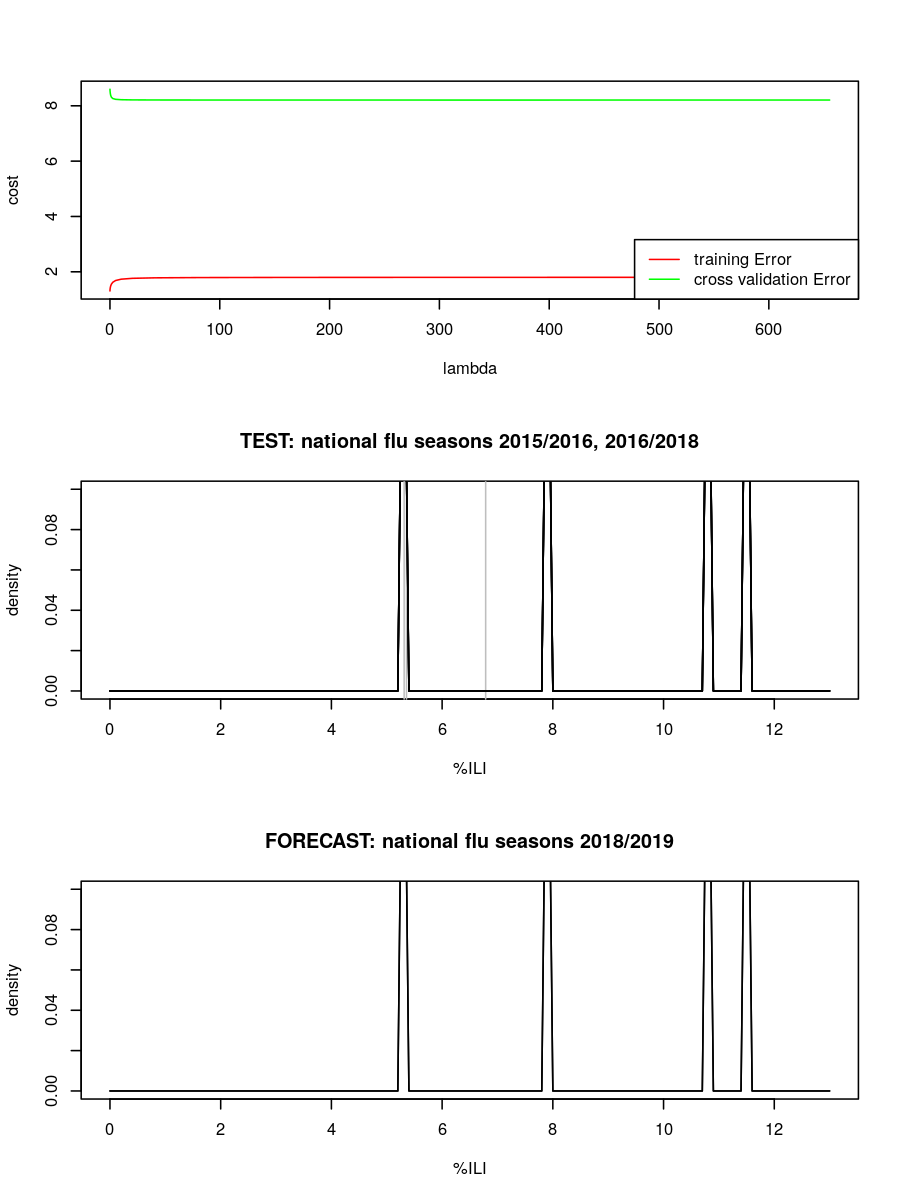 cost
8
6
4
2
training Error
cross validation Error
0 100 200 300 400 500 600
lambda
TEST: national flu seasons 2015/2016, 2016/2018
density
0.08
0.04
0.00
0 2 4 6 8 10 12
%ILI
FORECAST: national flu seasons 2018/2019
density
0.08
0.04
0.00
0 2 4 6 8 10 12
%ILI